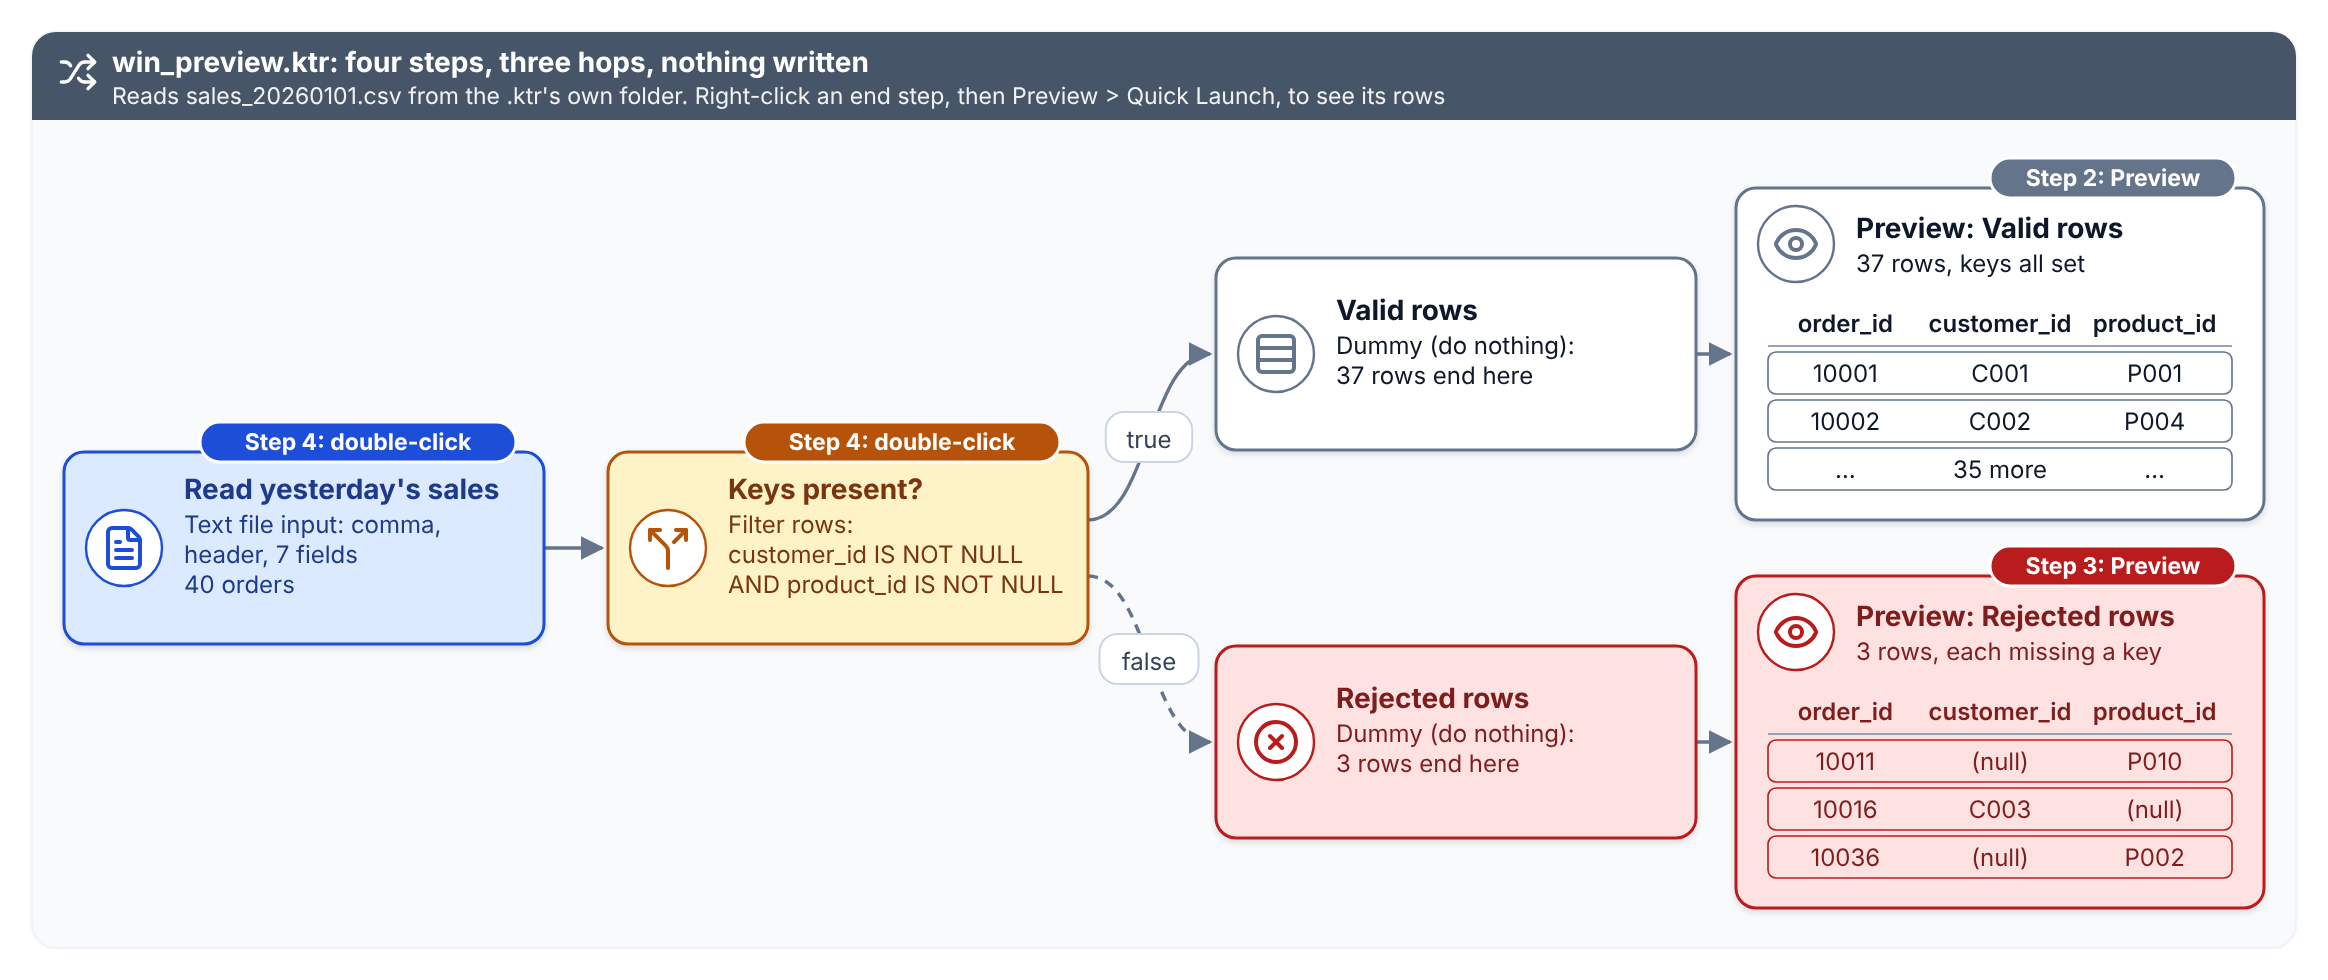 win_preview.ktr: four steps, three hops, nothing written
Reads sales_20260101.csv from the .ktr's own folder. Right-click an end step, then Preview > Quick Launch, to see its rows
Step 4: double-click
Read yesterday's sales
Text file input: comma,
header, 7 fields
40 orders
Step 4: double-click
Keys present?
Filter rows:
customer_id IS NOT NULL
AND product_id IS NOT NULL
true
false
Valid rows
Dummy (do nothing):
37 rows end here
Rejected rows
Dummy (do nothing):
3 rows end here
Step 2: Preview
Preview: Valid rows
37 rows, keys all set
order_id customer_id product_id
10001 C001 P001
10002 C002 P004
... 35 more ...
Step 3: Preview
Preview: Rejected rows
3 rows, each missing a key
order_id customer_id product_id
10011 (null) P010
10016 C003 (null)
10036 (null) P002